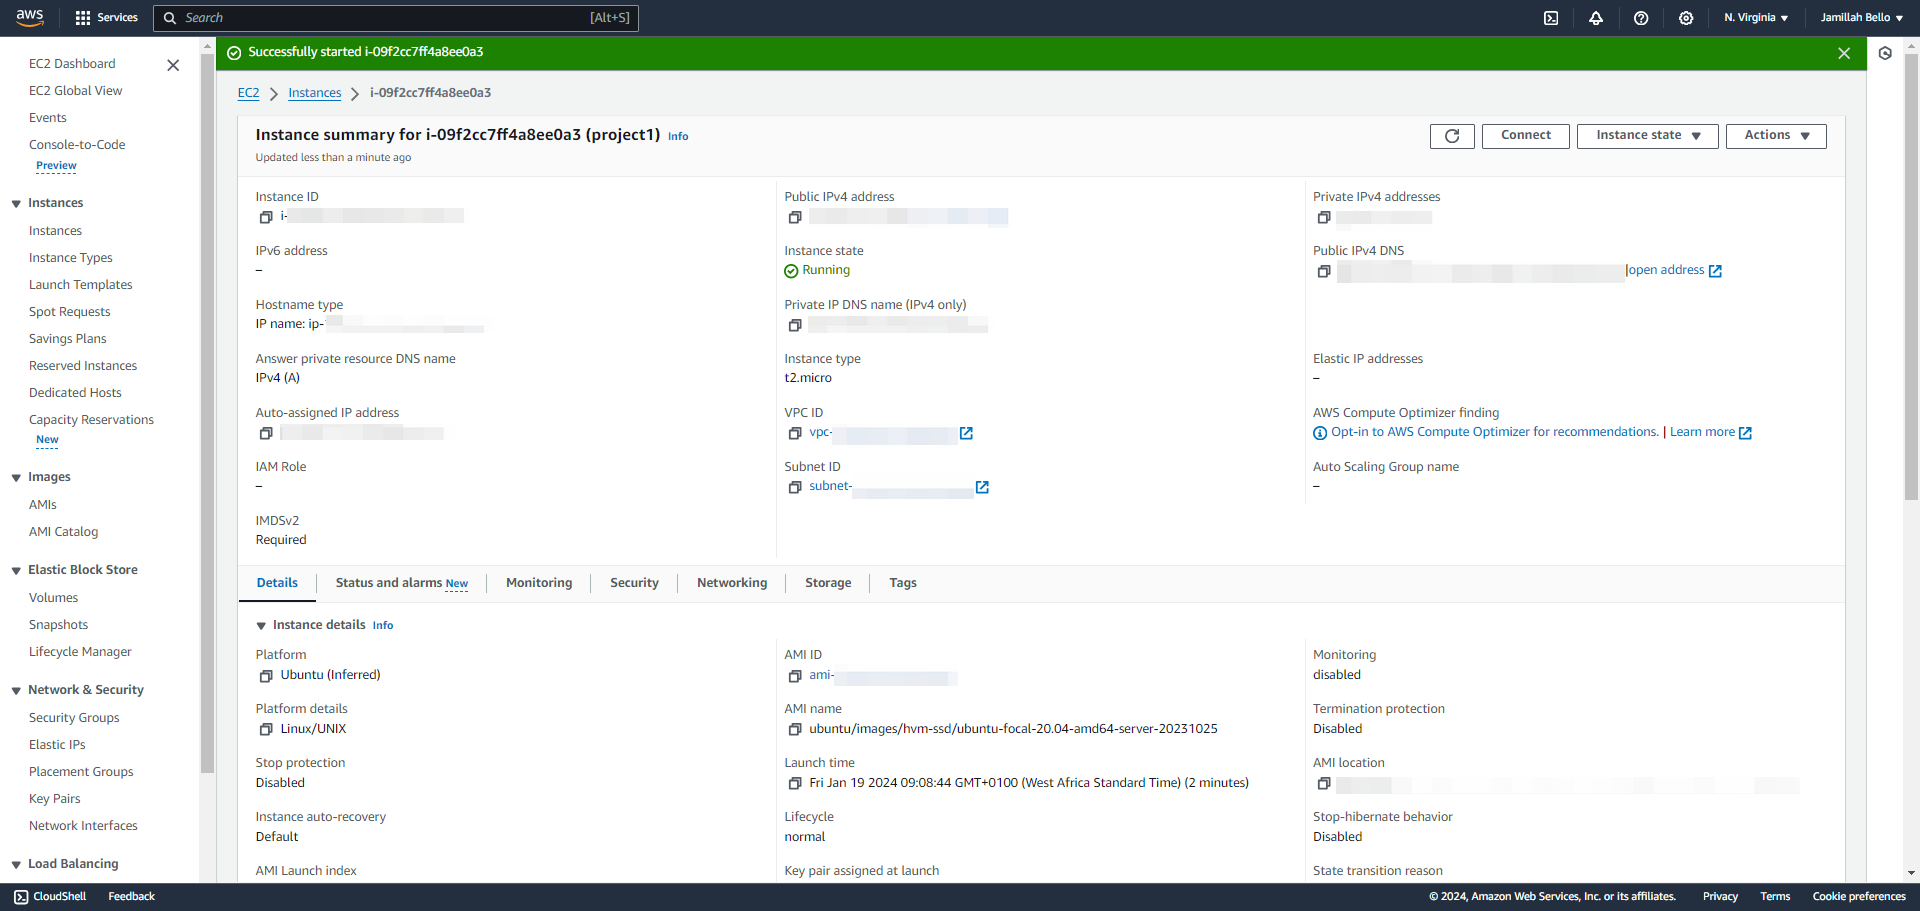 aws
Services
Search
[Alt+S]
N. Virginia
Jamillah Bello
EC2 Dashboard
EC2 Global View
Events
Console-to-Code
Preview
Instances
Instances
Instance Types
Launch Templates
Spot Requests
Savings Plans
Reserved Instances
Dedicated Hosts
Capacity Reservations
New
Images
AMIs
AMI Catalog
Elastic Block Store
Volumes
Snapshots
Lifecycle Manager
Network & Security
Security Groups
Elastic IPs
Placement Groups
Key Pairs
Network Interfaces
Load Balancing
Successfully started i-09f2cc7ff4a8ee0a3
EC2
Instances
i-09f2cc7ff4a8ee0a3
Instance summary for i-09f2cc7ff4a8ee0a3 (project1) Info
Updated less than a minute ago
Connect
Instance state
Actions
Instance ID
i-
Public IPv4 address
Private IPv4 addresses
IPv6 address
–
Instance state
Running
Public IPv4 DNS
|open address
Hostname type
IP name: ip-
Private IP DNS name (IPv4 only)
Answer private resource DNS name
IPv4 (A)
Instance type
t2.micro
Elastic IP addresses
–
Auto-assigned IP address
VPC ID
vpc-
AWS Compute Optimizer finding
Opt-in to AWS Compute Optimizer for recommendations. | Learn more
IAM Role
–
Subnet ID
subnet-
Auto Scaling Group name
–
IMDSv2
Required
Details
Status and alarms New
Monitoring
Security
Networking
Storage
Tags
Instance details Info
Platform
Ubuntu (Inferred)
AMI ID
ami-
Monitoring
disabled
Platform details
Linux/UNIX
AMI name
ubuntu/images/hvm-ssd/ubuntu-focal-20.04-amd64-server-20231025
Termination protection
Disabled
Stop protection
Disabled
Launch time
Fri Jan 19 2024 09:08:44 GMT+0100 (West Africa Standard Time) (2 minutes)
AMI location
Instance auto-recovery
Default
Lifecycle
normal
Stop-hibernate behavior
Disabled
AMI Launch index
Key pair assigned at launch
State transition reason
CloudShell
Feedback
© 2024, Amazon Web Services, Inc. or its affiliates.
Privacy
Terms
Cookie preferences